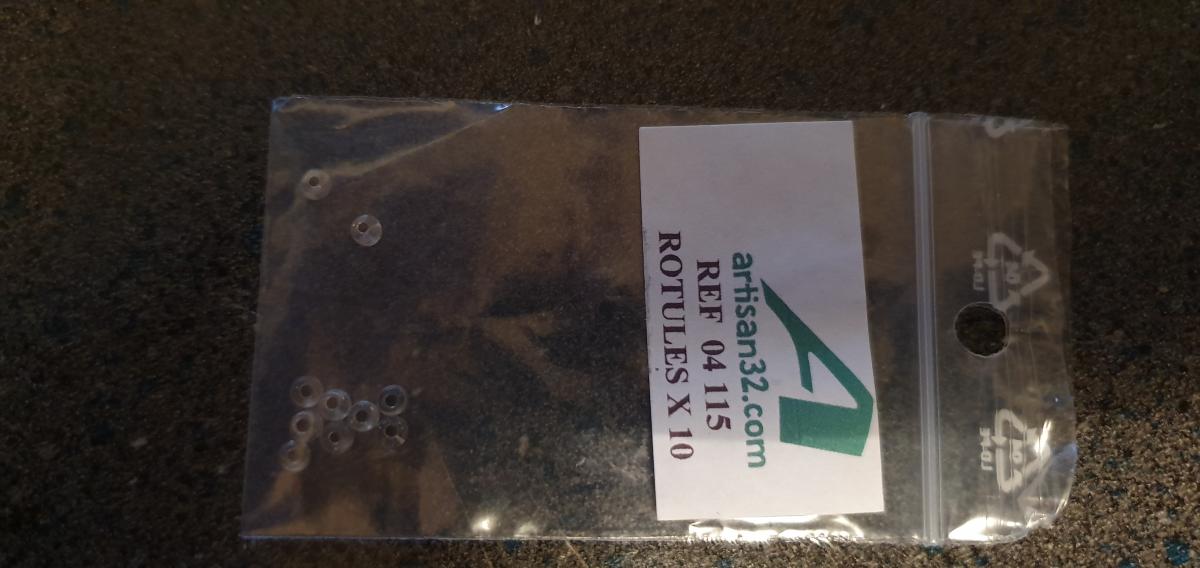 artisan32.com
REF 04 115
ROTULES X 10